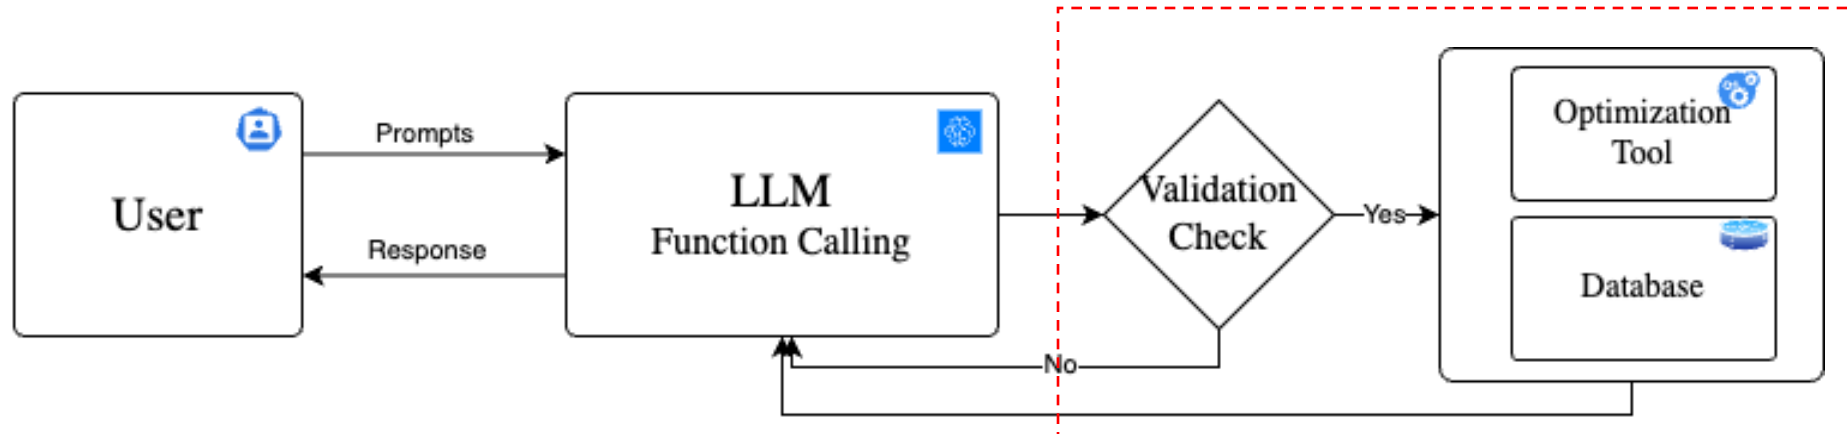 User
Prompts
Response
LLM
Function Calling
Validation
Check
Yes
No
Optimization
Tool
Database